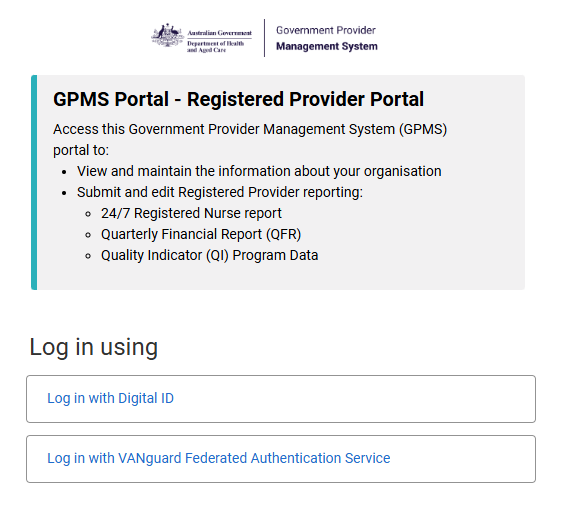 Australian Government
Department of Health
and Aged Care
Government Provider
Management System
GPMS Portal - Registered Provider Portal
Access this Government Provider Management System (GPMS)
portal to:
• View and maintain the information about your organisation
• Submit and edit Registered Provider reporting:
○ 24/7 Registered Nurse report
○ Quarterly Financial Report (QFR)
○ Quality Indicator (QI) Program Data
Log in using
Log in with Digital ID
Log in with VANguard Federated Authentication Service